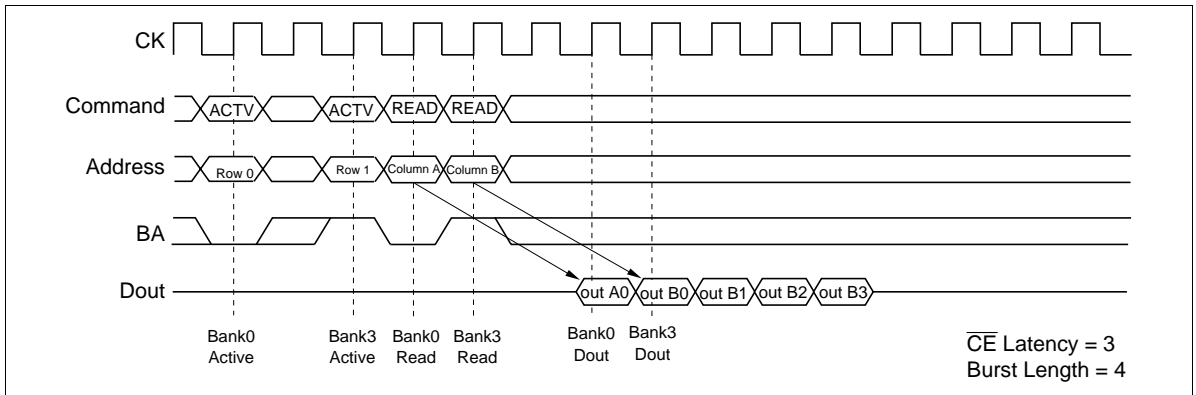 CK
Command ACTV ACTV READ READ
Address Row 0 Row 1 Column A Column B
BA
Dout out A0 out B0 out B1 out B2 out B3
Bank0 Active Bank3 Active Bank0 Read Bank3 Read Bank0 Dout Bank3 Dout
CE Latency = 3
Burst Length = 4